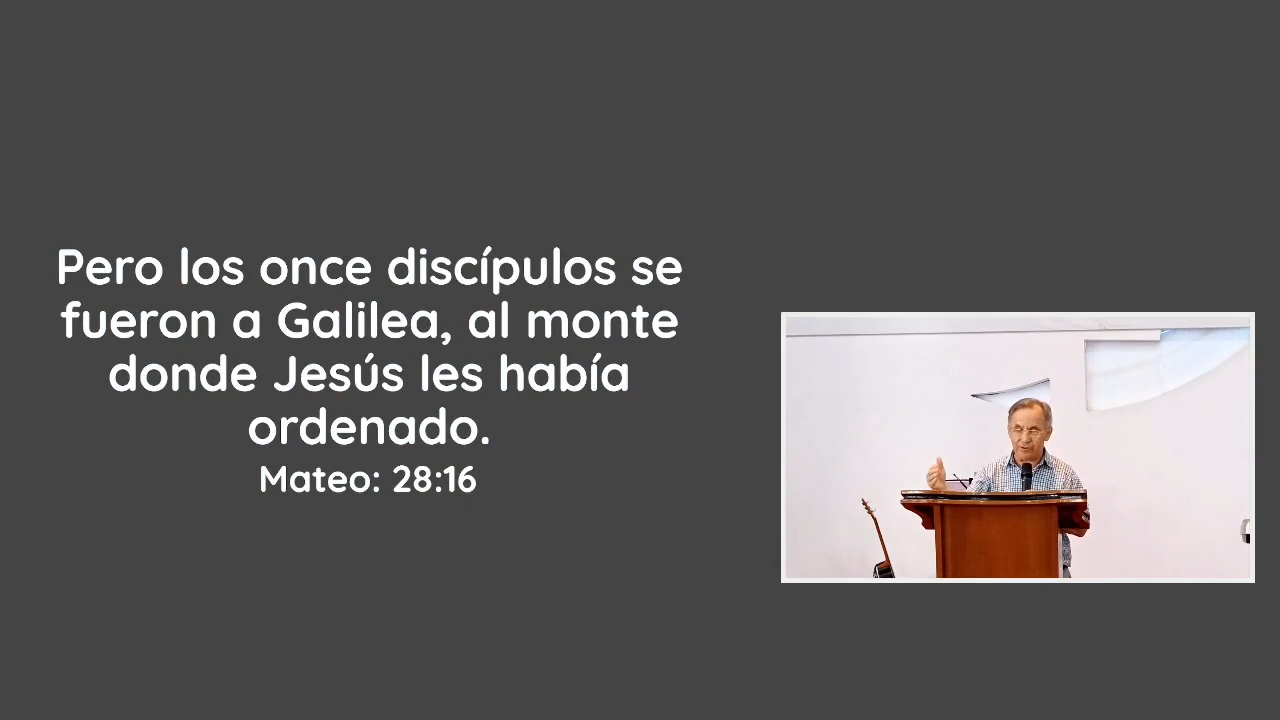 Pero los once discípulos se
fueron a Galilea, al monte
donde Jesús les había
ordenado.
Mateo: 28:16